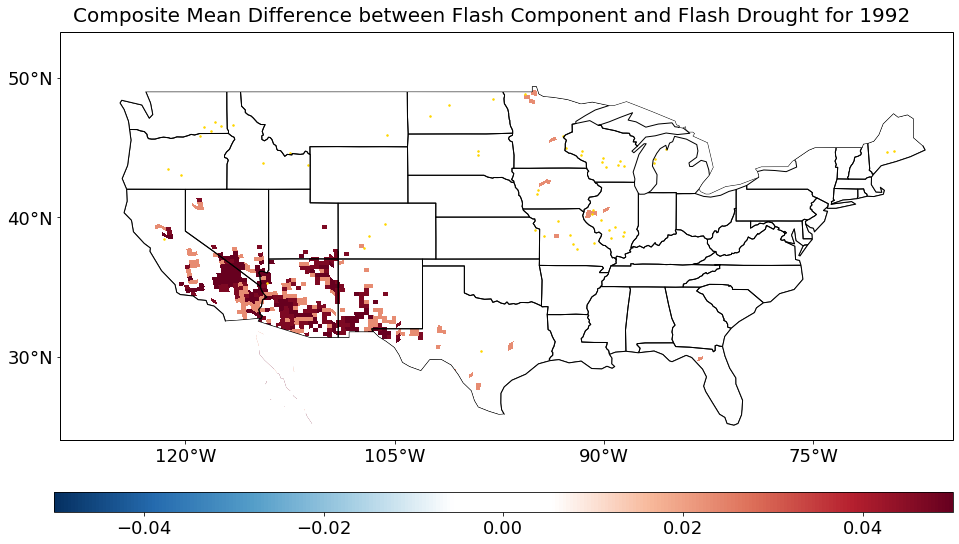 Composite Mean Difference between Flash Component and Flash Drought for 1992
50°N
40°N
30°N
120°W 105°W 90°W 75°W
−0.04 −0.02 0.00 0.02 0.04